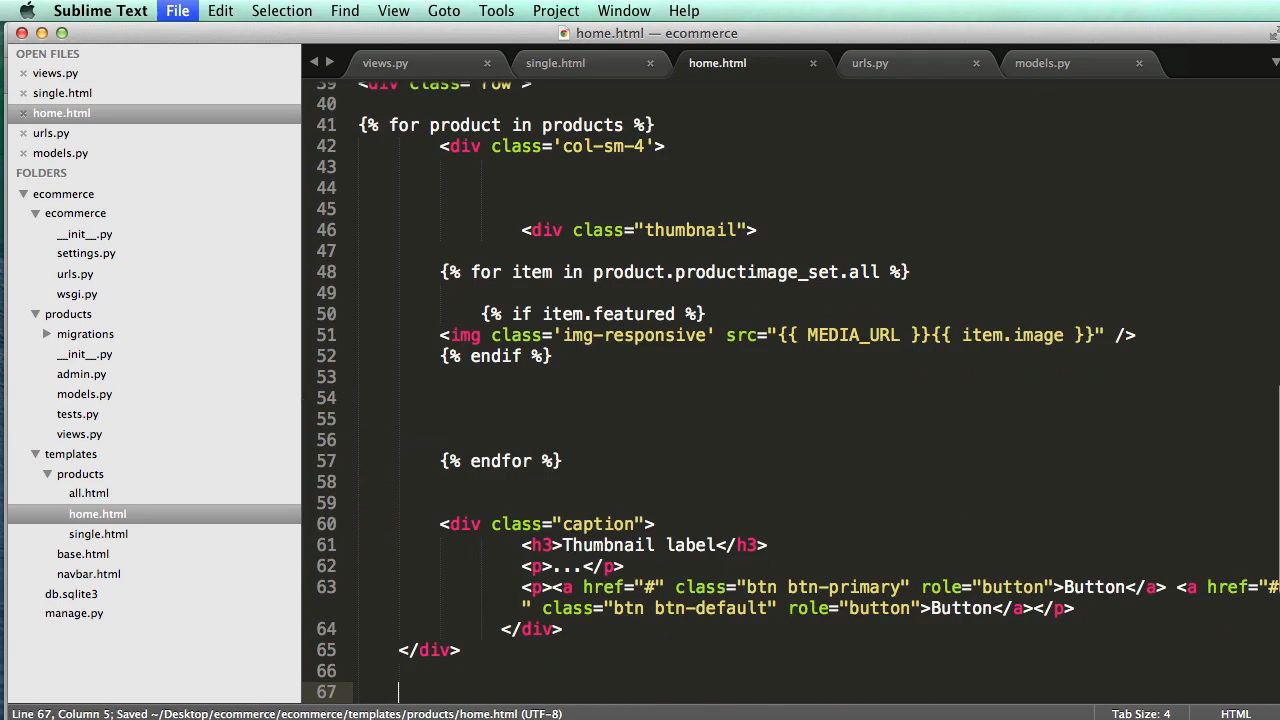 Sublime Text File Edit Selection Find View Goto Tools Project Window Help
home.html — ecommerce
OPEN FILES
views.py
single.html
home.html
urls.py
models.py
FOLDERS
ecommerce
ecommerce
__init__.py
settings.py
urls.py
wsgi.py
products
migrations
__init__.py
admin.py
models.py
tests.py
views.py
templates
products
all.html
home.html
single.html
base.html
navbar.html
db.sqlite3
manage.py
views.py single.html home.html urls.py models.py
39 <div class="row">
40
41 {% for product in products %}
42 <div class='col-sm-4'>
43
44
45
46 <div class="thumbnail">
47
48 {% for item in product.productimage_set.all %}
49
50 {% if item.featured %}
51 <img class='img-responsive' src="{{ MEDIA_URL }}{{ item.image }}" />
52 {% endif %}
53
54
55
56
57 {% endfor %}
58
59
60 <div class="caption">
61 <h3>Thumbnail label</h3>
62 <p>...</p>
63 <p><a href="#" class="btn btn-primary" role="button">Button</a> <a href="#
" class="btn btn-default" role="button">Button</a></p>
64 </div>
65 </div>
66
67
Line 67, Column 5; Saved ~/Desktop/ecommerce/ecommerce/templates/products/home.html (UTF-8) Tab Size: 4 HTML